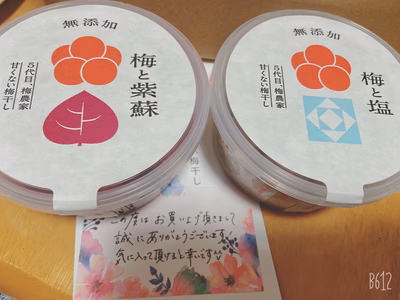 無添加
梅と紫蘇
5代目、梅農家
甘くない梅干し
無添加
梅と塩
5代目、梅農家
甘くない梅干し
梅干し
この度は お買い上げ頂きまして
誠に ありがとうございます!
気に入って頂けると幸いです
B612